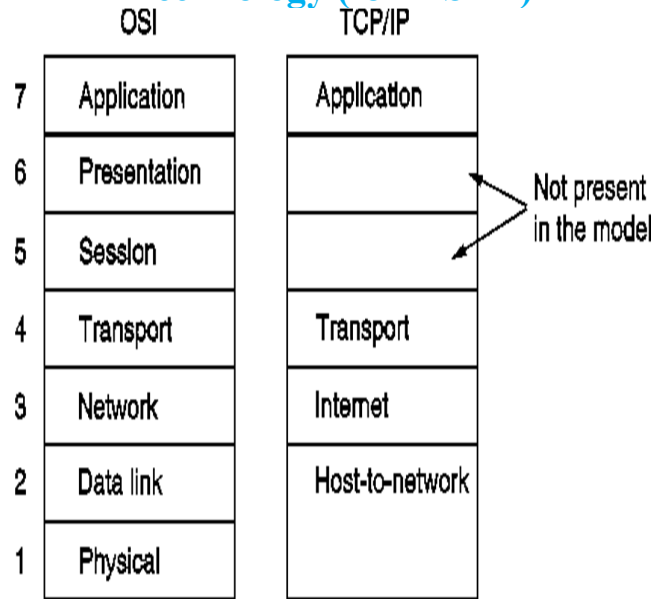 OSI TCP/IP
7 Application Application
6 Presentation
Not present
in the model
5 Session
4 Transport Transport
3 Network Internet
2 Data link Host-to-network
1 Physical